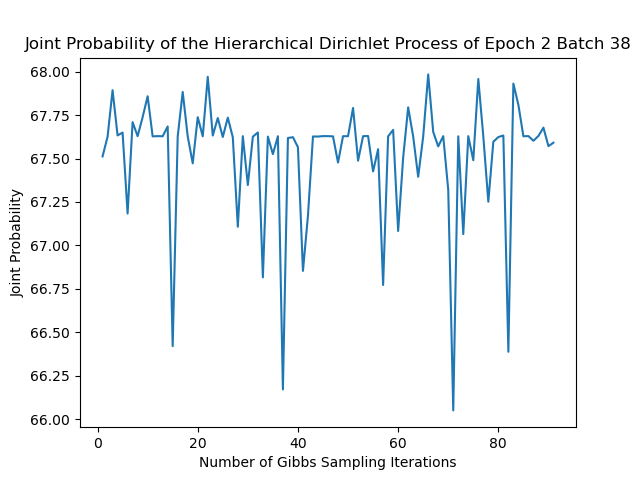 Joint Probability of the Hierarchical Dirichlet Process of Epoch 2 Batch 38
68.00
67.75
67.50
67.25
67.00
66.75
66.50
66.25
66.00
Joint Probability
0 20 40 60 80
Number of Gibbs Sampling Iterations